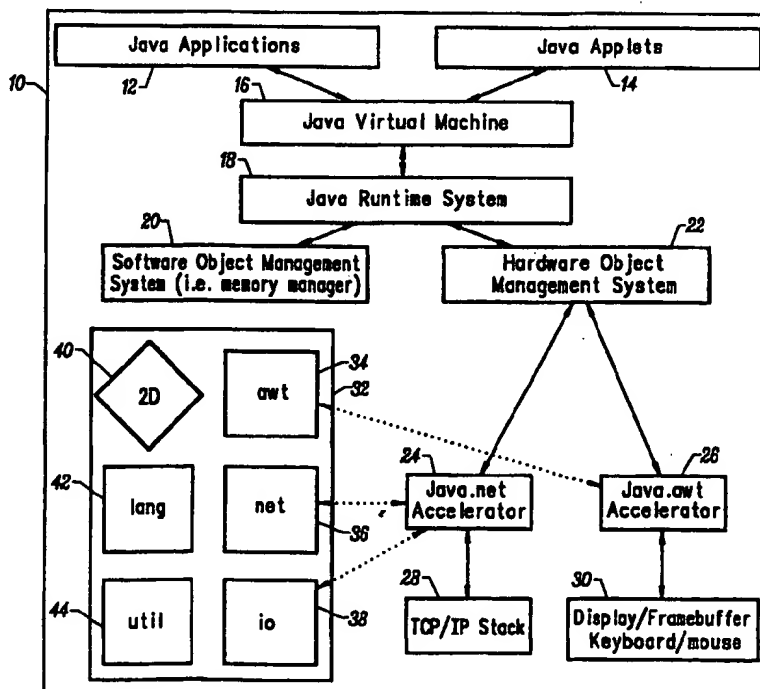 Java Applications
Java Applets
12
14
10
16
Java Virtual Machine
18
Java Runtime System
20
22
Software Object Management
System (i.e. memory manager)
Hardware Object
Management System
40
2D
34
32
awt
42
lang
net
36
24
Java.net
Accelerator
26
Java.awt
Accelerator
44
util
io
38
28
TCP/IP Stack
30
Display/Framebuffer
Keyboard/mouse